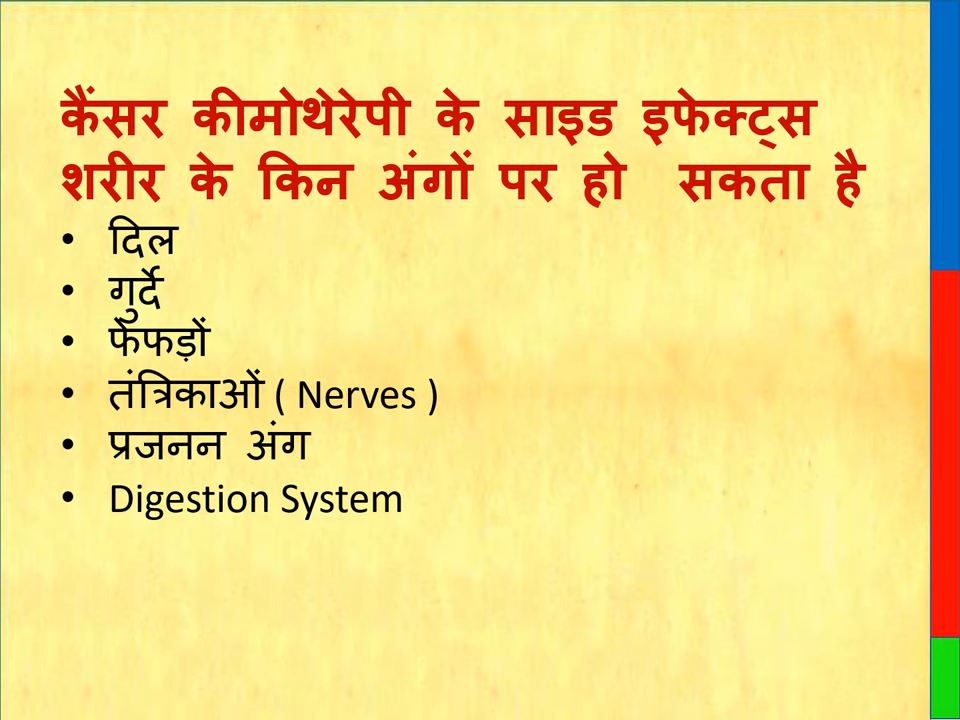 कैंसर कीमोथेरेपी के साइड इफेक्ट्स
शरीर के किन अंगों पर हो सकता है
• दिल
• गुर्दे
• फेफड़ों
• तंत्रिकाओं ( Nerves )
• प्रजनन अंग
• Digestion System